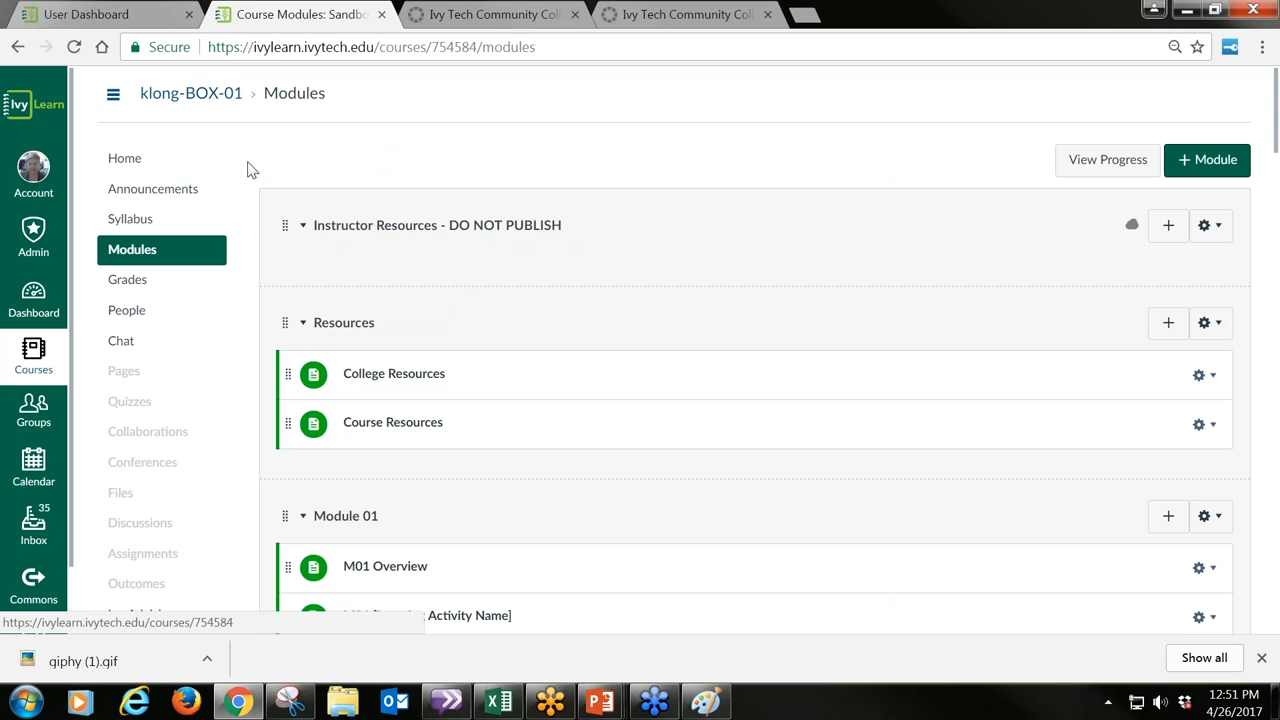 User Dashboard
Course Modules: Sandbo
Ivy Tech Community Coll
Ivy Tech Community Coll
Secure https://ivylearn.ivytech.edu/courses/754584/modules
Ivy Learn
klong-BOX-01 › Modules
Home
View Progress
+ Module
Account
Announcements
Syllabus
Instructor Resources - DO NOT PUBLISH
Admin
Modules
Grades
Dashboard
People
Resources
Chat
Courses
Pages
College Resources
Quizzes
Course Resources
Groups
Collaborations
Conferences
Calendar
Files
35
Module 01
Inbox
Discussions
Assignments
M01 Overview
Outcomes
Commons
Activity Name]
https://ivylearn.ivytech.edu/courses/754584
giphy (1).gif
Show all
12:51 PM
4/26/2017